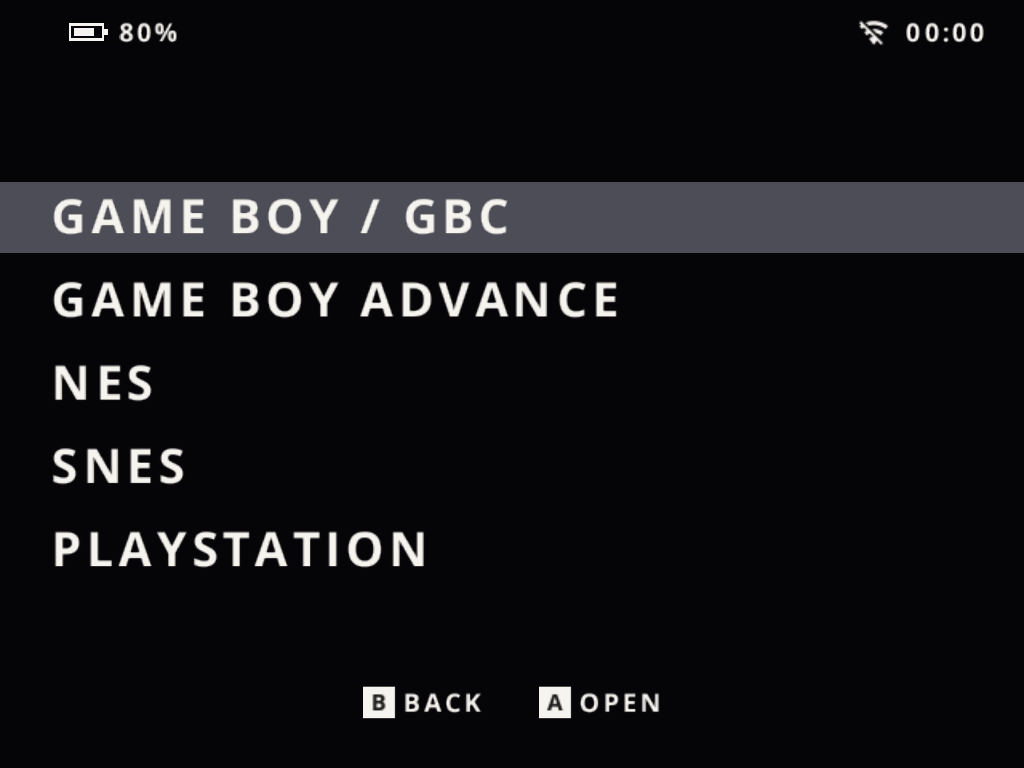 80% 00:00
GAME BOY / GBC
GAME BOY ADVANCE
NES
SNES
PLAYSTATION
B BACK A OPEN